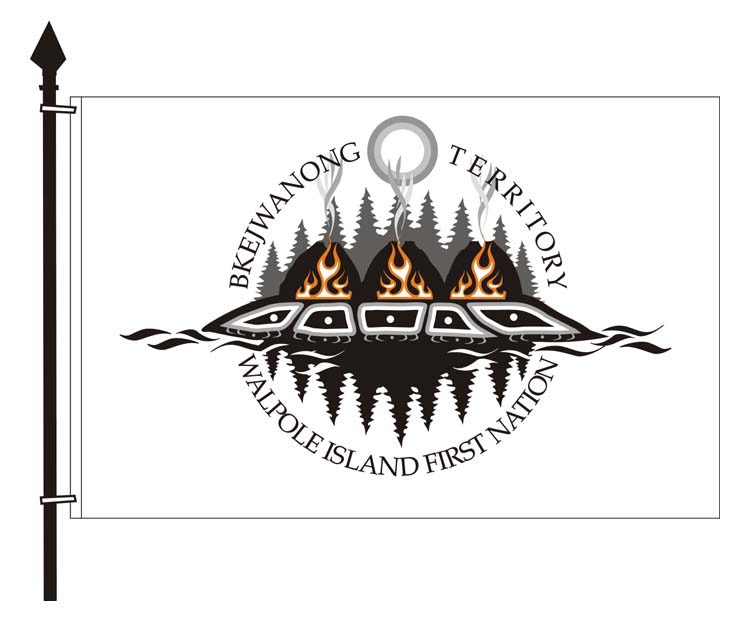 BKEJWANONG TERRITORY
WALPOLE ISLAND FIRST NATION